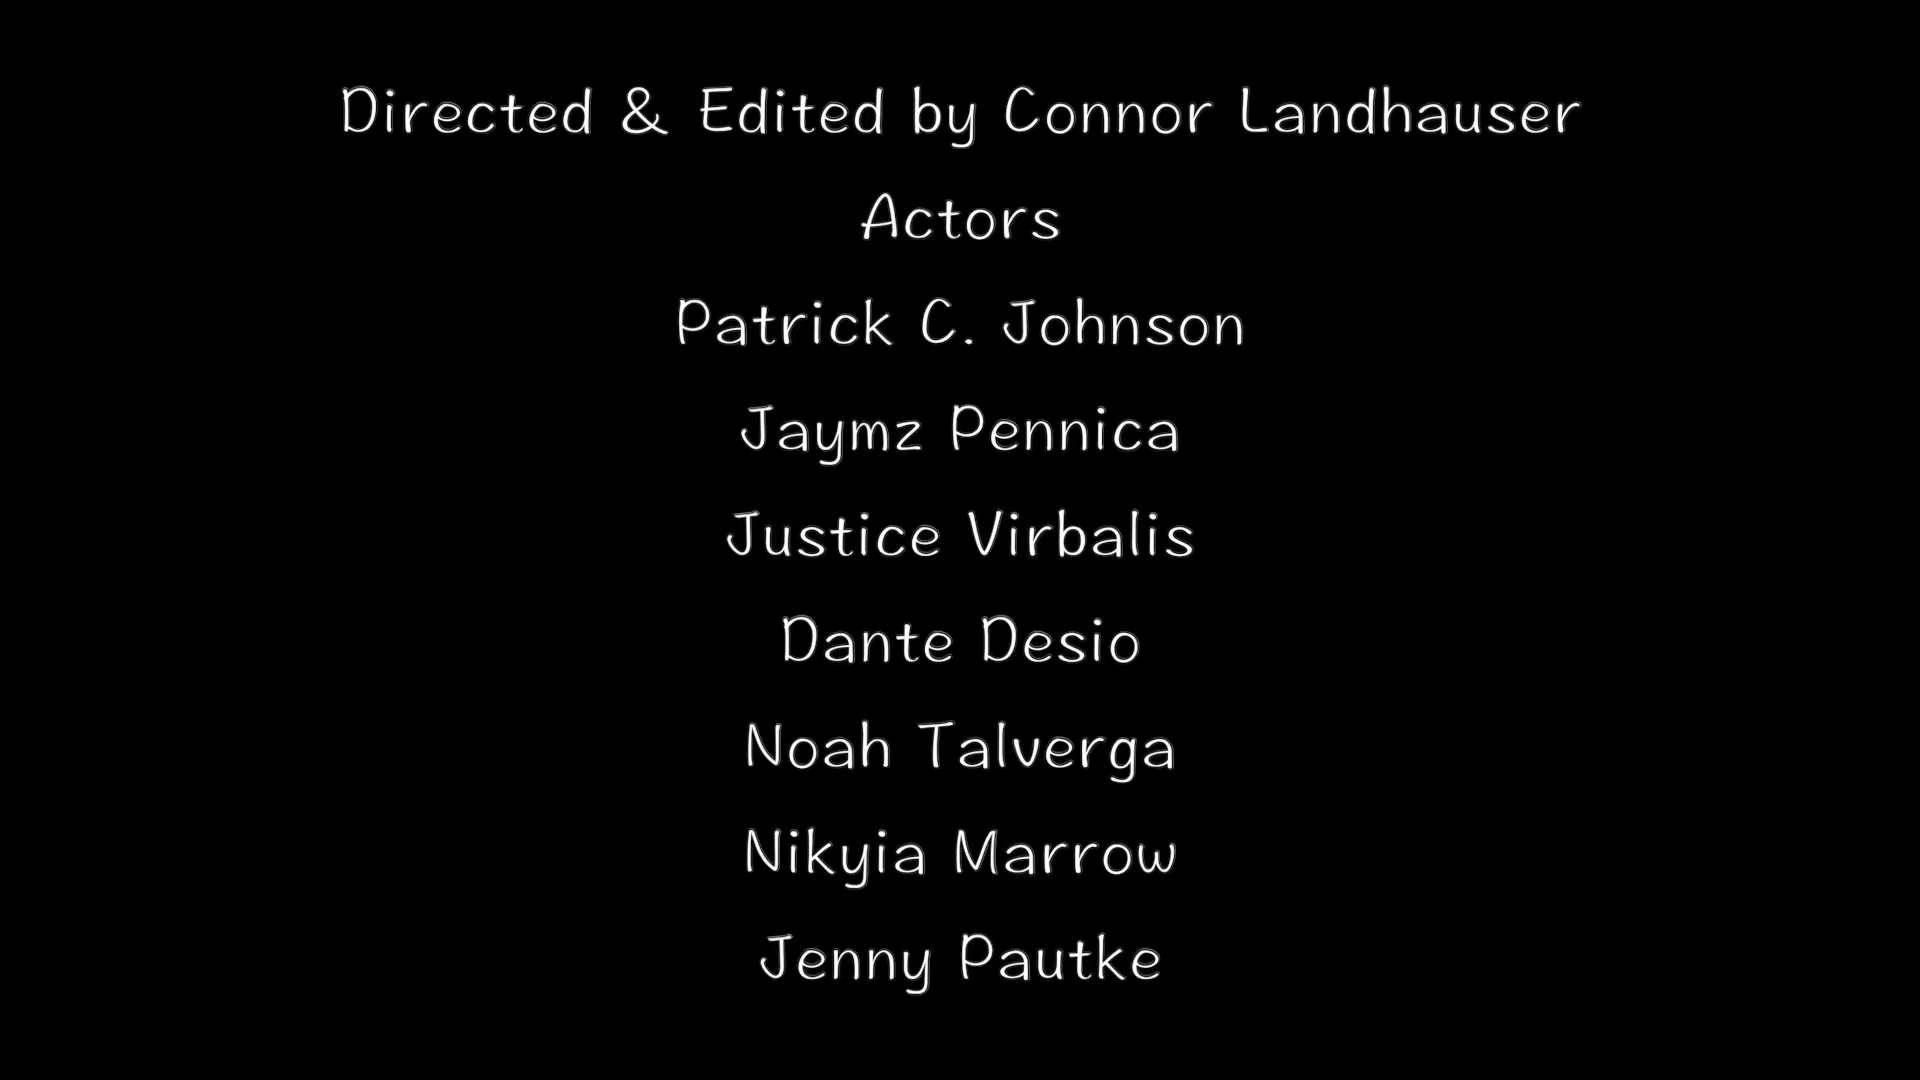 Directed & Edited by Connor Landhauser
Actors
Patrick C. Johnson
Jaymz Pennica
Justice Virbalis
Dante Desio
Noah Talverga
Nikyia Marrow
Jenny Pautke